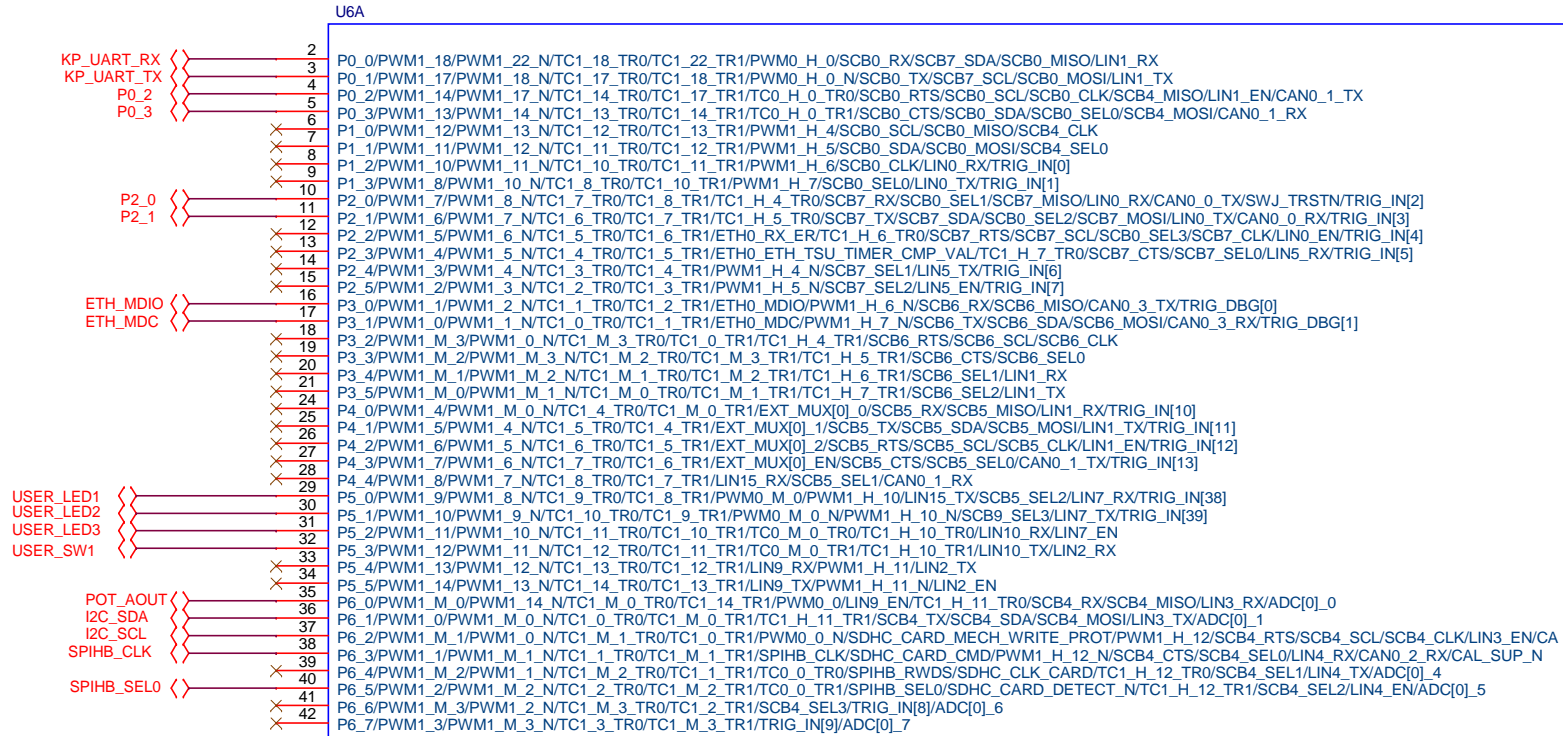 U6A
KP_UART_RX 2 P0_0/PWM1_18/PWM1_22_N/TC1_18_TR0/TC1_22_TR1/PWM0_H_0/SCB0_RX/SCB7_SDA/SCB0_MISO/LIN1_RX
KP_UART_TX 3 P0_1/PWM1_17/PWM1_18_N/TC1_17_TR0/TC1_18_TR1/PWM0_H_0_N/SCB0_TX/SCB7_SCL/SCB0_MOSI/LIN1_TX
P0_2 4 P0_2/PWM1_14/PWM1_17_N/TC1_14_TR0/TC1_17_TR1/TC0_H_0_TR0/SCB0_RTS/SCB0_SCL/SCB0_CLK/SCB4_MISO/LIN1_EN/CAN0_1_TX
P0_3 5 P0_3/PWM1_13/PWM1_14_N/TC1_13_TR0/TC1_14_TR1/TC0_H_0_TR1/SCB0_CTS/SCB0_SDA/SCB0_SEL0/SCB4_MOSI/CAN0_1_RX
6 P1_0/PWM1_12/PWM1_13_N/TC1_12_TR0/TC1_13_TR1/PWM1_H_4/SCB0_SCL/SCB0_MISO/SCB4_CLK
7 P1_1/PWM1_11/PWM1_12_N/TC1_11_TR0/TC1_12_TR1/PWM1_H_5/SCB0_SDA/SCB0_MOSI/SCB4_SEL0
8 P1_2/PWM1_10/PWM1_11_N/TC1_10_TR0/TC1_11_TR1/PWM1_H_6/SCB0_CLK/LIN0_RX/TRIG_IN[0]
9 P1_3/PWM1_8/PWM1_10_N/TC1_8_TR0/TC1_10_TR1/PWM1_H_7/SCB0_SEL0/LIN0_TX/TRIG_IN[1]
P2_0 10 P2_0/PWM1_7/PWM1_8_N/TC1_7_TR0/TC1_8_TR1/TC1_H_4_TR0/SCB7_RX/SCB0_SEL1/SCB7_MISO/LIN0_RX/CAN0_0_TX/SWJ_TRSTN/TRIG_IN[2]
P2_1 11 P2_1/PWM1_6/PWM1_7_N/TC1_6_TR0/TC1_7_TR1/TC1_H_5_TR0/SCB7_TX/SCB7_SDA/SCB0_SEL2/SCB7_MOSI/LIN0_TX/CAN0_0_RX/TRIG_IN[3]
12 P2_2/PWM1_5/PWM1_6_N/TC1_5_TR0/TC1_6_TR1/ETH0_RX_ER/TC1_H_6_TR0/SCB7_RTS/SCB7_SCL/SCB0_SEL3/SCB7_CLK/LIN0_EN/TRIG_IN[4]
13 P2_3/PWM1_4/PWM1_5_N/TC1_4_TR0/TC1_5_TR1/ETH0_ETH_TSU_TIMER_CMP_VAL/TC1_H_7_TR0/SCB7_CTS/SCB7_SEL0/LIN5_RX/TRIG_IN[5]
14 P2_4/PWM1_3/PWM1_4_N/TC1_3_TR0/TC1_4_TR1/PWM1_H_4_N/SCB7_SEL1/LIN5_TX/TRIG_IN[6]
15 P2_5/PWM1_2/PWM1_3_N/TC1_2_TR0/TC1_3_TR1/PWM1_H_5_N/SCB7_SEL2/LIN5_EN/TRIG_IN[7]
ETH_MDIO 16 P3_0/PWM1_1/PWM1_2_N/TC1_1_TR0/TC1_2_TR1/ETH0_MDIO/PWM1_H_6_N/SCB6_RX/SCB6_MISO/CAN0_3_TX/TRIG_DBG[0]
ETH_MDC 17 P3_1/PWM1_0/PWM1_1_N/TC1_0_TR0/TC1_1_TR1/ETH0_MDC/PWM1_H_7_N/SCB6_TX/SCB6_SDA/SCB6_MOSI/CAN0_3_RX/TRIG_DBG[1]
18 P3_2/PWM1_M_3/PWM1_0_N/TC1_M_3_TR0/TC1_0_TR1/TC1_H_4_TR1/SCB6_RTS/SCB6_SCL/SCB6_CLK
19 P3_3/PWM1_M_2/PWM1_M_3_N/TC1_M_2_TR0/TC1_M_3_TR1/TC1_H_5_TR1/SCB6_CTS/SCB6_SEL0
20 P3_4/PWM1_M_1/PWM1_M_2_N/TC1_M_1_TR0/TC1_M_2_TR1/TC1_H_6_TR1/SCB6_SEL1/LIN1_RX
21 P3_5/PWM1_M_0/PWM1_M_1_N/TC1_M_0_TR0/TC1_M_1_TR1/TC1_H_7_TR1/SCB6_SEL2/LIN1_TX
24 P4_0/PWM1_4/PWM1_M_0_N/TC1_4_TR0/TC1_M_0_TR1/EXT_MUX[0]_0/SCB5_RX/SCB5_MISO/LIN1_RX/TRIG_IN[10]
25 P4_1/PWM1_5/PWM1_4_N/TC1_5_TR0/TC1_4_TR1/EXT_MUX[0]_1/SCB5_TX/SCB5_SDA/SCB5_MOSI/LIN1_TX/TRIG_IN[11]
26 P4_2/PWM1_6/PWM1_5_N/TC1_6_TR0/TC1_5_TR1/EXT_MUX[0]_2/SCB5_RTS/SCB5_SCL/SCB5_CLK/LIN1_EN/TRIG_IN[12]
27 P4_3/PWM1_7/PWM1_6_N/TC1_7_TR0/TC1_6_TR1/EXT_MUX[0]_EN/SCB5_CTS/SCB5_SEL0/CAN0_1_TX/TRIG_IN[13]
28 P4_4/PWM1_8/PWM1_7_N/TC1_8_TR0/TC1_7_TR1/LIN15_RX/SCB5_SEL1/CAN0_1_RX
USER_LED1 29 P5_0/PWM1_9/PWM1_8_N/TC1_9_TR0/TC1_8_TR1/PWM0_M_0/PWM1_H_10/LIN15_TX/SCB5_SEL2/LIN7_RX/TRIG_IN[38]
USER_LED2 30 P5_1/PWM1_10/PWM1_9_N/TC1_10_TR0/TC1_9_TR1/PWM0_M_0_N/PWM1_H_10_N/SCB9_SEL3/LIN7_TX/TRIG_IN[39]
USER_LED3 31 P5_2/PWM1_11/PWM1_10_N/TC1_11_TR0/TC1_10_TR1/TC0_M_0_TR0/TC1_H_10_TR0/LIN10_RX/LIN7_EN
USER_SW1 32 P5_3/PWM1_12/PWM1_11_N/TC1_12_TR0/TC1_11_TR1/TC0_M_0_TR1/TC1_H_10_TR1/LIN10_TX/LIN2_RX
33 P5_4/PWM1_13/PWM1_12_N/TC1_13_TR0/TC1_12_TR1/LIN9_RX/PWM1_H_11/LIN2_TX
34 P5_5/PWM1_14/PWM1_13_N/TC1_14_TR0/TC1_13_TR1/LIN9_TX/PWM1_H_11_N/LIN2_EN
POT_AOUT 35 P6_0/PWM1_M_0/PWM1_14_N/TC1_M_0_TR0/TC1_14_TR1/PWM0_0/LIN9_EN/TC1_H_11_TR0/SCB4_RX/SCB4_MISO/LIN3_RX/ADC[0]_0
I2C_SDA 36 P6_1/PWM1_0/PWM1_M_0_N/TC1_0_TR0/TC1_M_0_TR1/TC1_H_11_TR1/SCB4_TX/SCB4_SDA/SCB4_MOSI/LIN3_TX/ADC[0]_1
I2C_SCL 37 P6_2/PWM1_M_1/PWM1_0_N/TC1_M_1_TR0/TC1_0_TR1/PWM0_0_N/SDHC_CARD_MECH_WRITE_PROT/PWM1_H_12/SCB4_RTS/SCB4_SCL/SCB4_CLK/LIN3_EN/CA
SPIHB_CLK 38 P6_3/PWM1_1/PWM1_M_1_N/TC1_1_TR0/TC1_M_1_TR1/SPIHB_CLK/SDHC_CARD_CMD/PWM1_H_12_N/SCB4_CTS/SCB4_SEL0/LIN4_RX/CAN0_2_RX/CAL_SUP_N
39 P6_4/PWM1_M_2/PWM1_1_N/TC1_M_2_TR0/TC1_1_TR1/TC0_0_TR0/SPIHB_RWDS/SDHC_CLK_CARD/TC1_H_12_TR0/SCB4_SEL1/LIN4_TX/ADC[0]_4
SPIHB_SEL0 40 P6_5/PWM1_2/PWM1_M_2_N/TC1_2_TR0/TC1_M_2_TR1/TC0_0_TR1/SPIHB_SEL0/SDHC_CARD_DETECT_N/TC1_H_12_TR1/SCB4_SEL2/LIN4_EN/ADC[0]_5
41 P6_6/PWM1_M_3/PWM1_2_N/TC1_M_3_TR0/TC1_2_TR1/SCB4_SEL3/TRIG_IN[8]/ADC[0]_6
42 P6_7/PWM1_3/PWM1_M_3_N/TC1_3_TR0/TC1_M_3_TR1/TRIG_IN[9]/ADC[0]_7